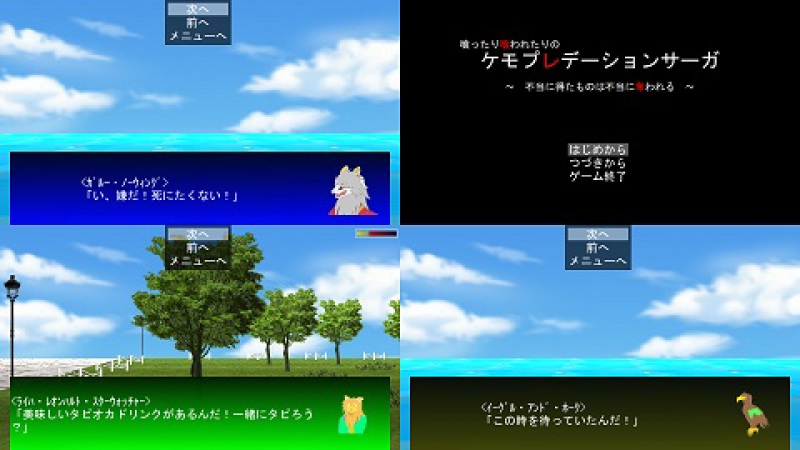 次へ
前へ
メニューへ
<ガルー・ノーウィング>
「い、嫌だ！死にたくない！」
喰ったり喰われたりの
ケモプレデーションサーガ
～ 不当に得たものは不当に奪われる ～
はじめから
つづきから
ゲーム終了
次へ
前へ
メニューへ
<ライハ・レオンハルト・スターウォッチャー>
「美味しいタピオカドリンクがあるんだ！一緒にタピろう
？」
次へ
前へ
メニューへ
<イーグル・アンド・ホーク>
「この時を待っていたんだ！」